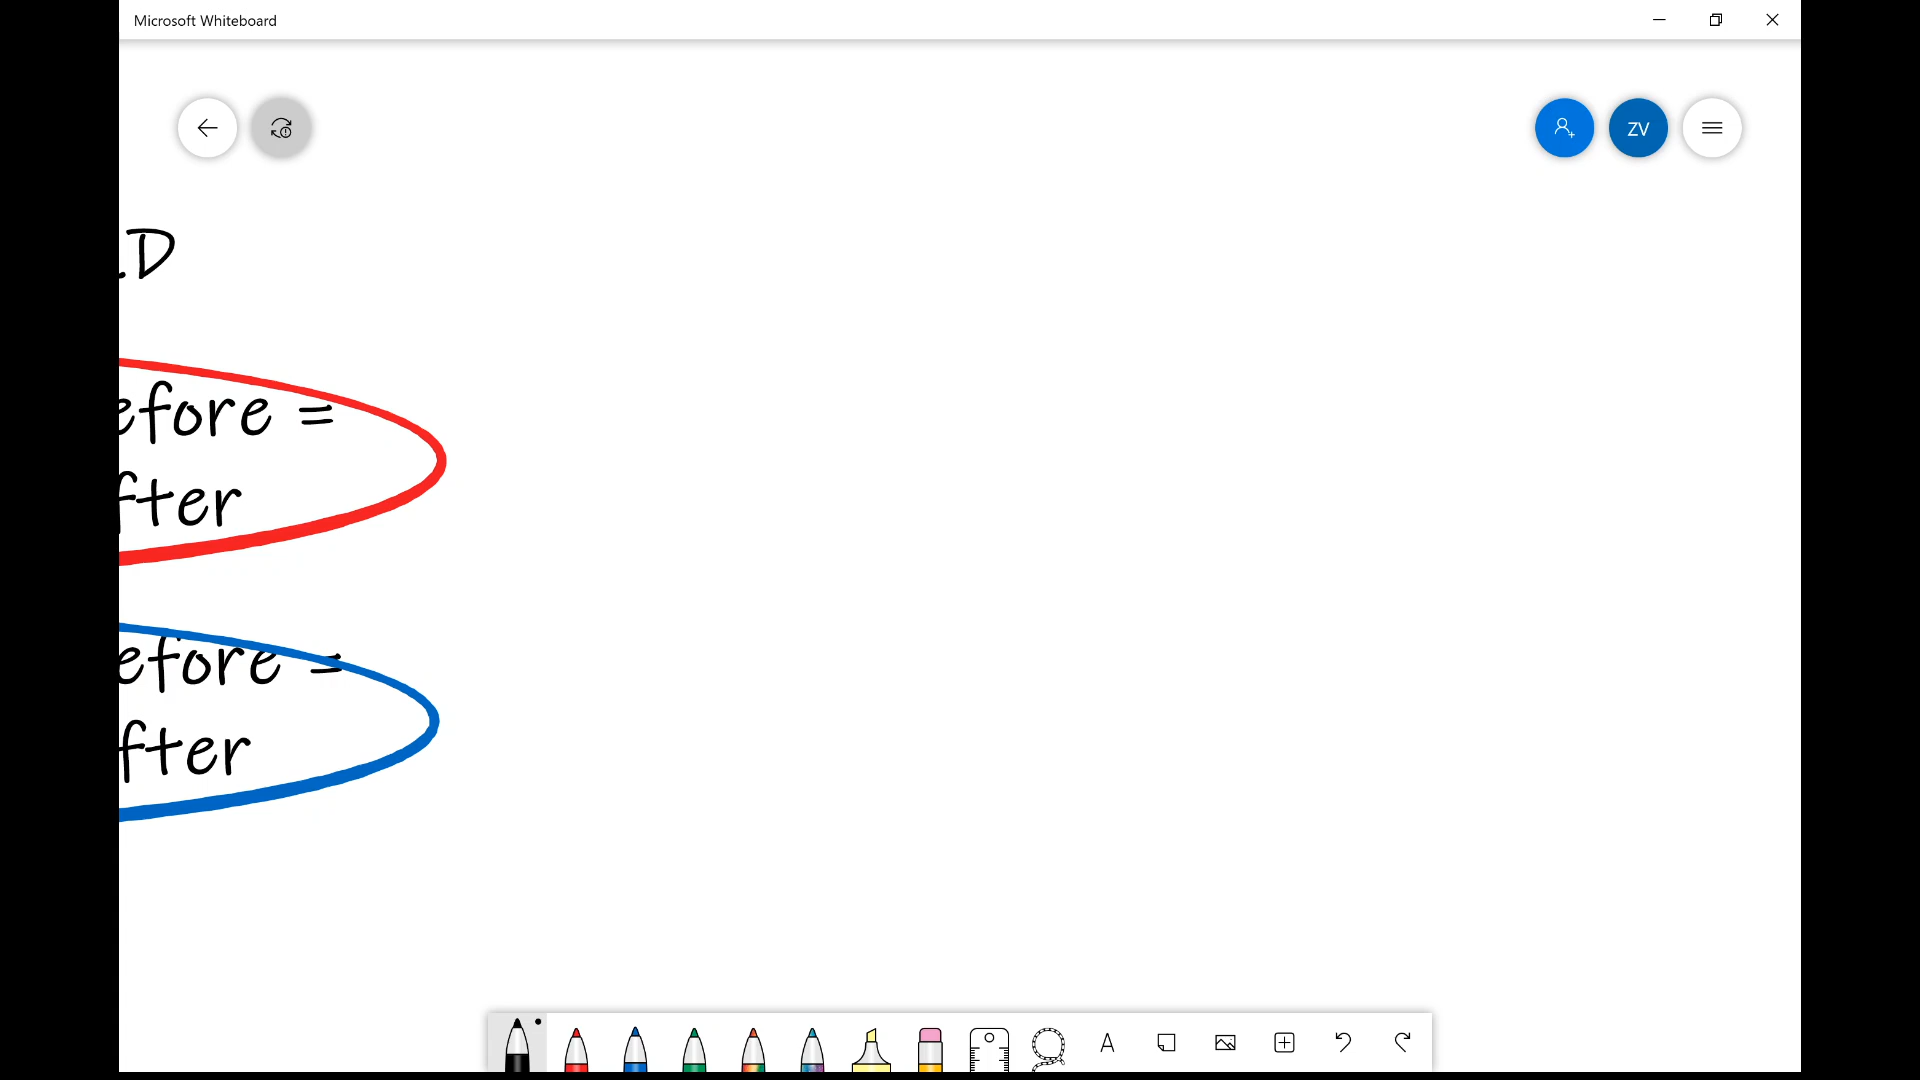 Microsoft Whiteboard
ZV
.D
efore =
fter
efore =
fter